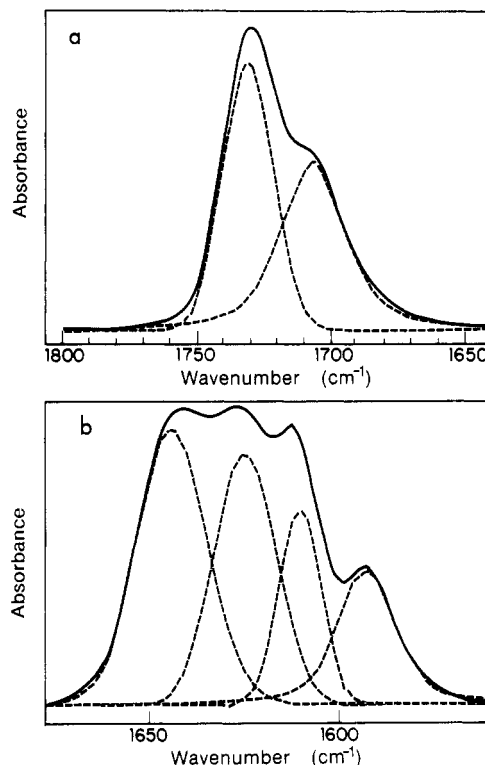 a
Absorbance
1800 1750 1700 1650
Wavenumber (cm⁻¹)
b
Absorbance
1650 1600
Wavenumber (cm⁻¹)